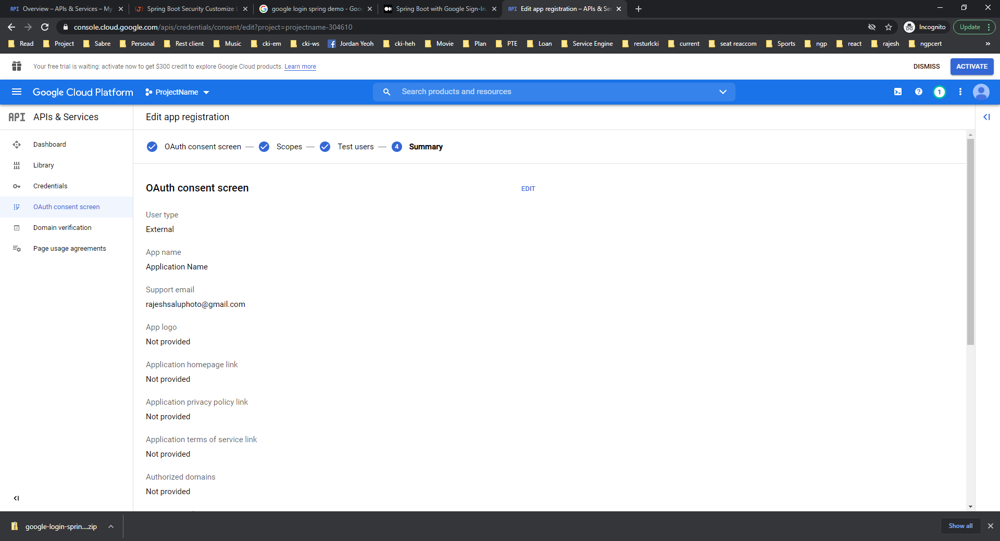 API Overview – APIs & Services – My
Spring Boot Security Customize
google login spring demo - Goo
Spring Boot with Google Sign-In
API Edit app registration – APIs & Se
console.cloud.google.com/apis/credentials/consent/edit?project=projectname-304610
Incognito
Update
Read Project Sabre Personal Rest client Music cki-em cki-ws Jordan Yeoh cki-heh Movie Plan PTE Loan Service Engine resturlcki current seat reaccom Sports ngp react rajesh ngpcert »
Your free trial is waiting: activate now to get $300 credit to explore Google Cloud products. Learn more
DISMISS
ACTIVATE
Google Cloud Platform
ProjectName
Search products and resources
1
API APIs & Services
Edit app registration
Dashboard
Library
Credentials
OAuth consent screen
Domain verification
Page usage agreements
OAuth consent screen — Scopes — Test users — 4 Summary
OAuth consent screen
EDIT
User type
External
App name
Application Name
Support email
rajeshsaluphoto@gmail.com
App logo
Not provided
Application homepage link
Not provided
Application privacy policy link
Not provided
Application terms of service link
Not provided
Authorized domains
Not provided
google-login-sprin....zip
Show all